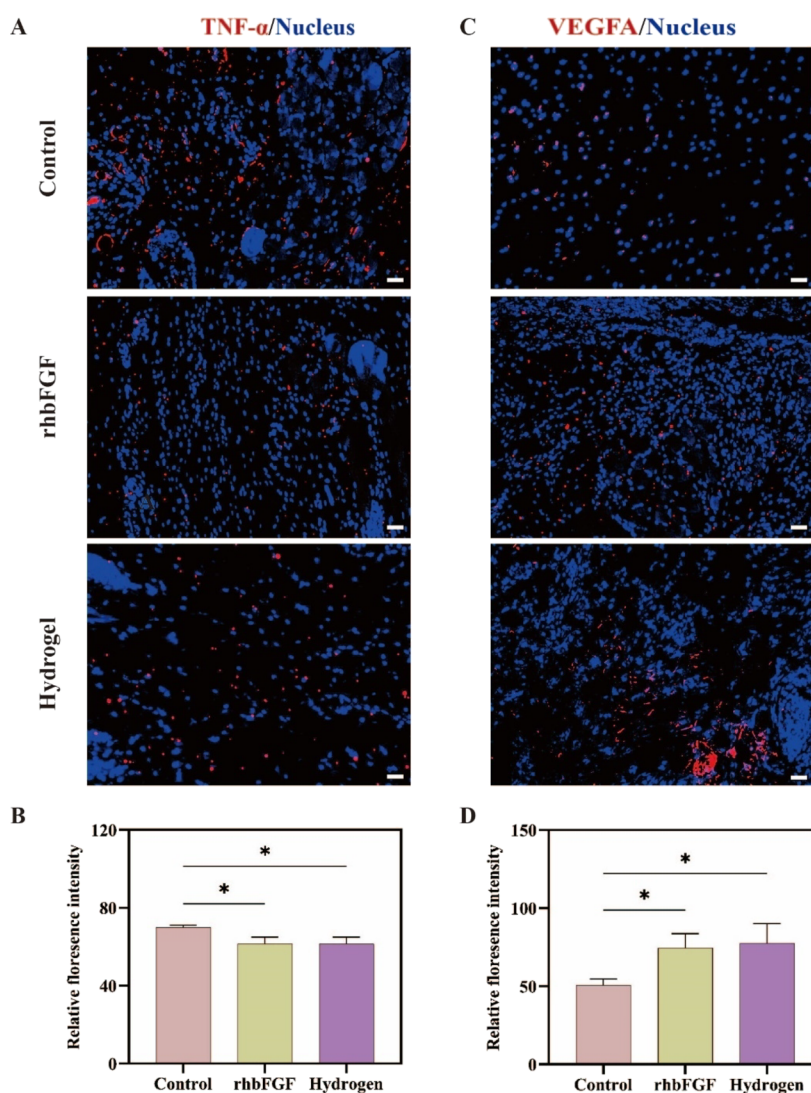 A
TNF-α/Nucleus
C
VEGFA/Nucleus
Control
rhbFGF
Hydrogel
B
Relative floresence intensity
120
80
40
0
*
*
Control
rhbFGF
Hydrogen
D
Relative floresence intensity
150
100
50
0
*
*
Control
rhbFGF
Hydrogen